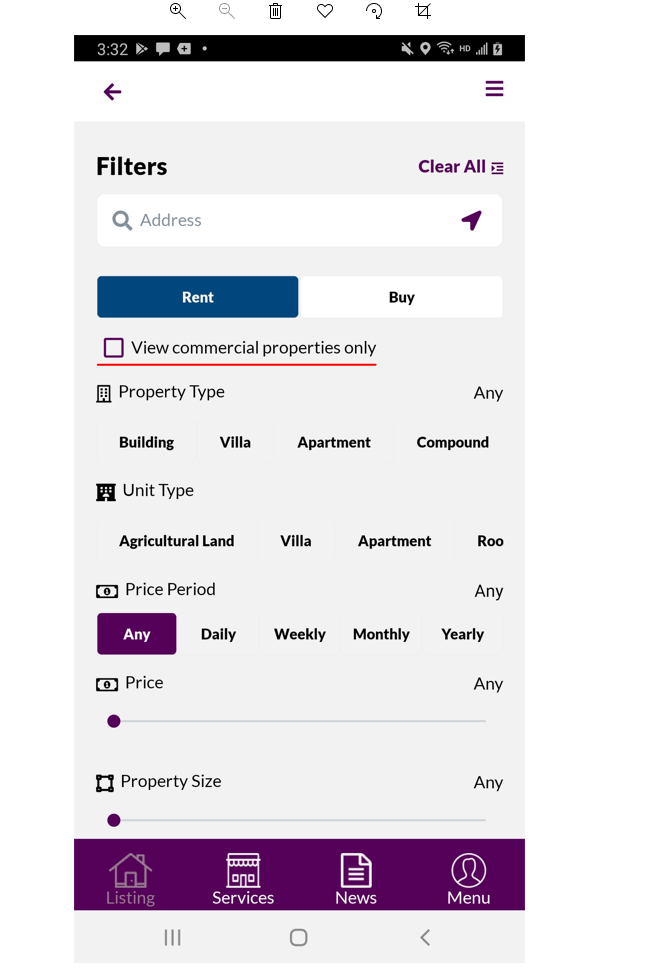 3:32 HD
Filters
Clear All
Address
Rent Buy
View commercial properties only
Property Type Any
Building Villa Apartment Compound
Unit Type
Agricultural Land Villa Apartment Roo
Price Period Any
Any Daily Weekly Monthly Yearly
Price Any
Property Size Any
Listing Services News Menu